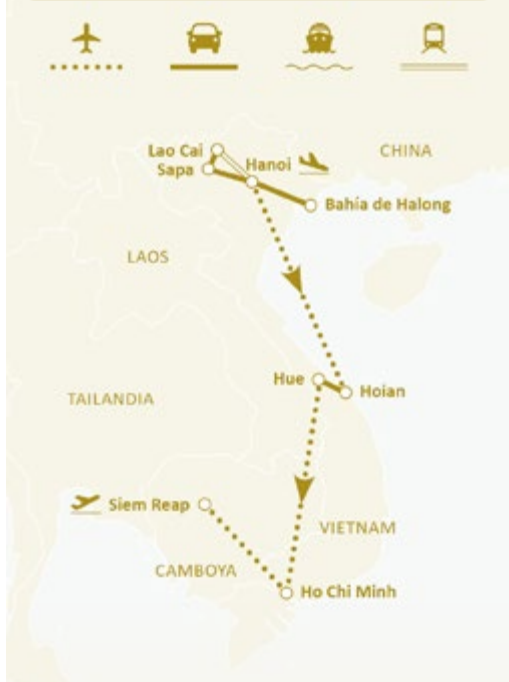 Lao Cai
CHINA
Hanoi
Sapa
Bahía de Halong
LAOS
Hue
Hoian
TAILANDIA
Siem Reap
VIETNAM
CAMBOYA
Ho Chi Minh